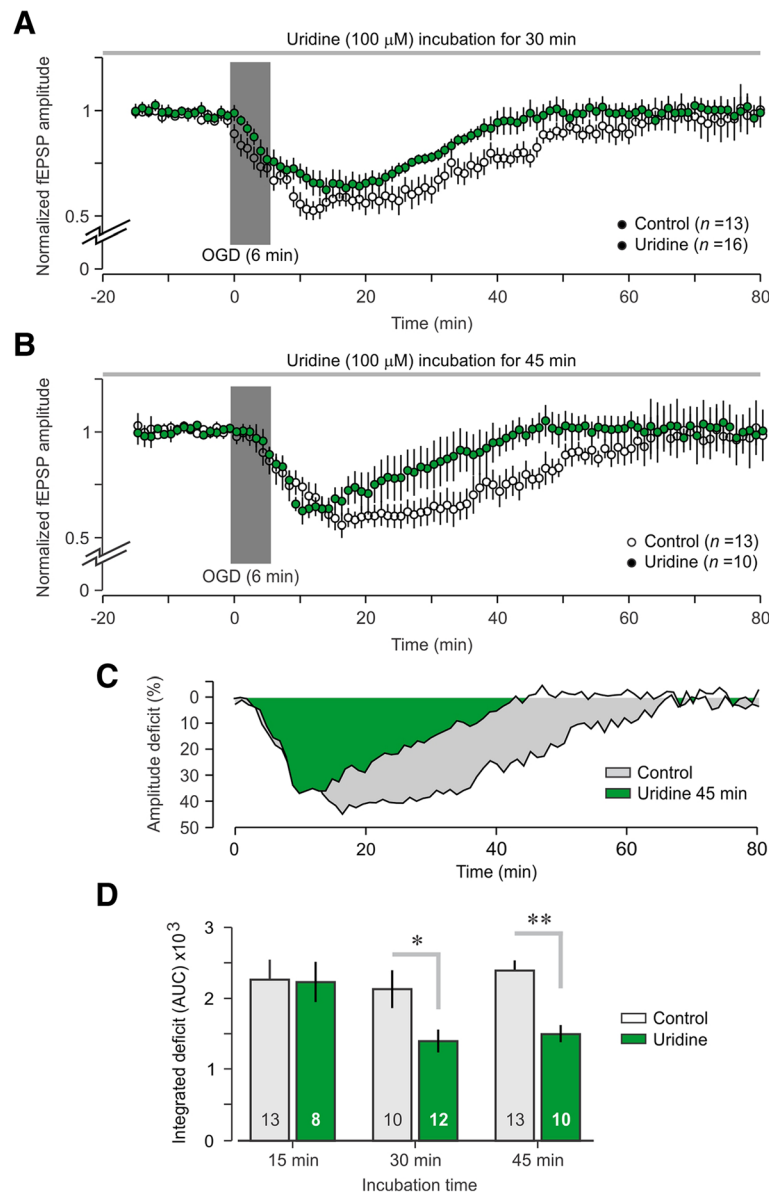 A
Uridine (100 µM) incubation for 30 min
Normalized fEPSP amplitude
1
0.5
0
OGD (6 min)
Control (n =13)
Uridine (n =16)
-20 0 20 40 60 80
Time (min)
B
Uridine (100 µM) incubation for 45 min
Normalized fEPSP amplitude
1
0.5
0
OGD (6 min)
Control (n =13)
Uridine (n =10)
-20 0 20 40 60 80
Time (min)
C
Amplitude deficit (%)
0
10
20
30
40
50
Control
Uridine 45 min
0 20 40 60 80
Time (min)
D
Integrated deficit (AUC) x10³
3
2
1
0
* **
Control
Uridine
13 8 10 12 13 10
15 min 30 min 45 min
Incubation time